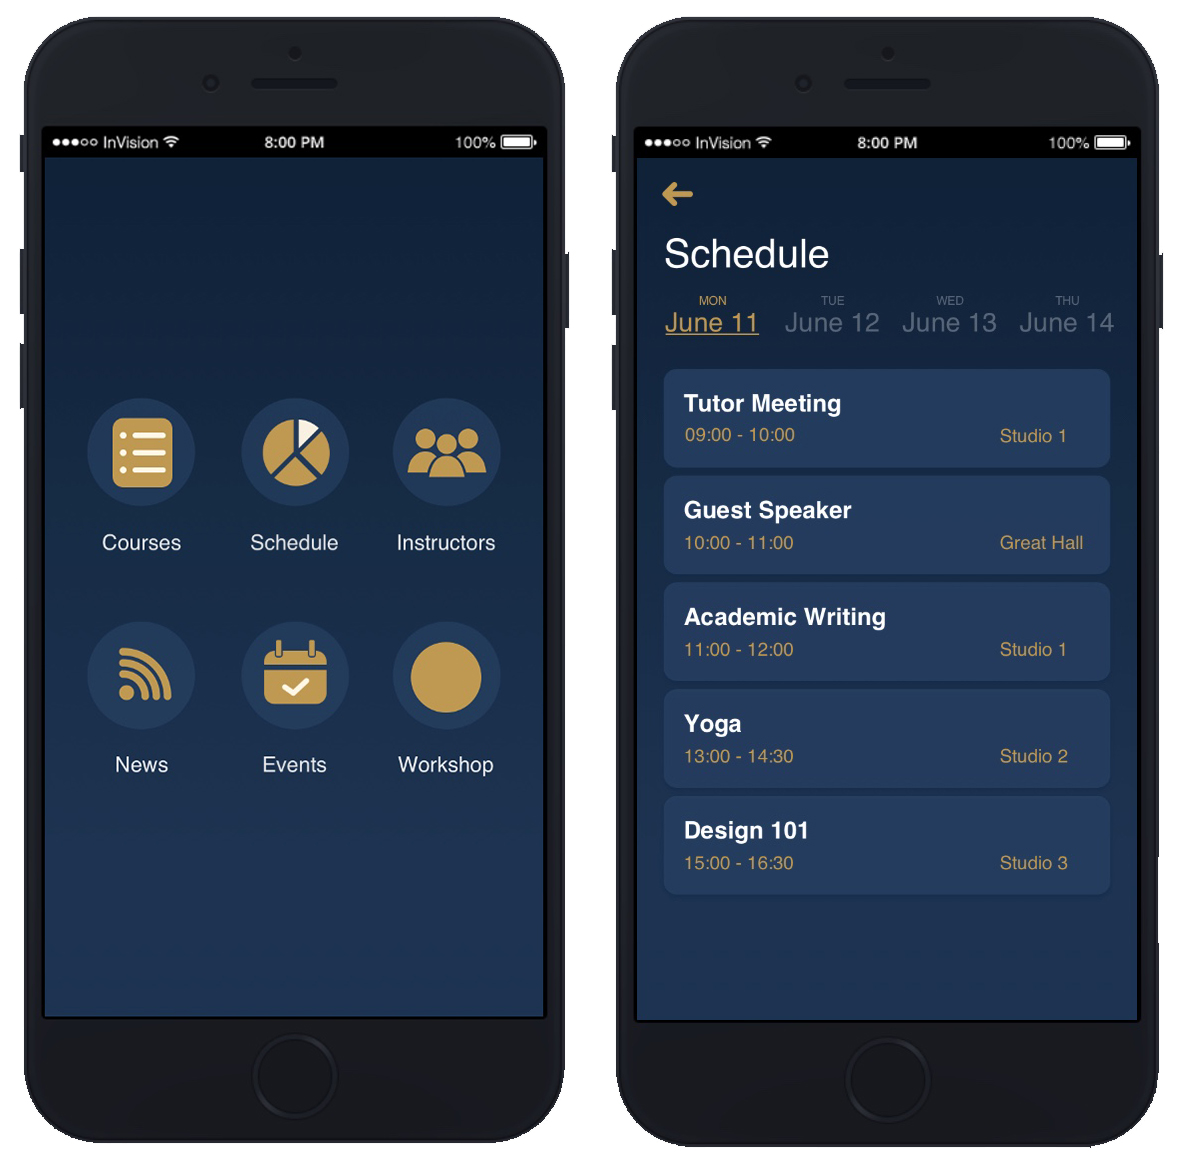 ●●●○○ InVision 8:00 PM 100%
Courses Schedule Instructors
News Events Workshop
●●●○○ InVision 8:00 PM 100%
Schedule
MON TUE WED THU
June 11 June 12 June 13 June 14
Tutor Meeting
09:00 - 10:00 Studio 1
Guest Speaker
10:00 - 11:00 Great Hall
Academic Writing
11:00 - 12:00 Studio 1
Yoga
13:00 - 14:30 Studio 2
Design 101
15:00 - 16:30 Studio 3